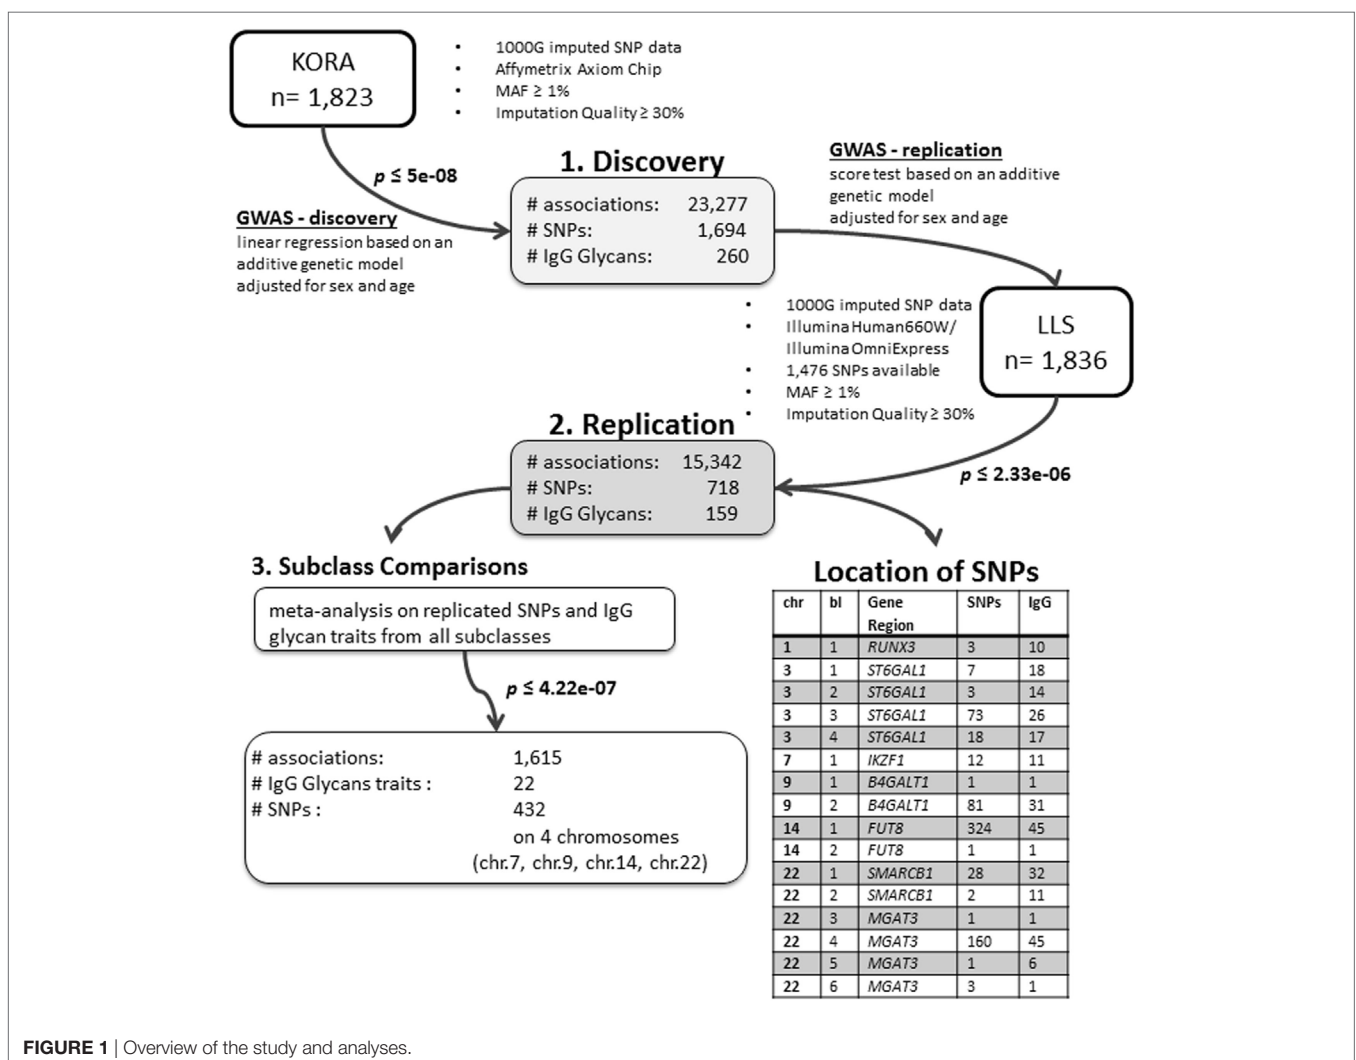 KORA
n= 1,823
• 1000G imputed SNP data
• Affymetrix Axiom Chip
• MAF ≥ 1%
• Imputation Quality ≥ 30%
p ≤ 5e-08
GWAS - discovery
linear regression based on an
additive genetic model
adjusted for sex and age
1. Discovery
# associations: 23,277
# SNPs: 1,694
# IgG Glycans: 260
GWAS - replication
score test based on an additive
genetic model
adjusted for sex and age
• 1000G imputed SNP data
• Illumina Human660W/
Illumina OmniExpress
• 1,476 SNPs available
• MAF ≥ 1%
• Imputation Quality ≥ 30%
LLS
n= 1,836
p ≤ 2.33e-06
2. Replication
# associations: 15,342
# SNPs: 718
# IgG Glycans: 159
3. Subclass Comparisons
meta-analysis on replicated SNPs and IgG
glycan traits from all subclasses
p ≤ 4.22e-07
# associations: 1,615
# IgG Glycans traits : 22
# SNPs : 432
on 4 chromosomes
(chr.7, chr.9, chr.14, chr.22)
Location of SNPs
chr bl Gene SNPs IgG
Region
1 1 RUNX3 3 10
3 1 ST6GAL1 7 18
3 2 ST6GAL1 3 14
3 3 ST6GAL1 73 26
3 4 ST6GAL1 18 17
7 1 IKZF1 12 11
9 1 B4GALT1 1 1
9 2 B4GALT1 81 31
14 1 FUT8 324 45
14 2 FUT8 1 1
22 1 SMARCB1 28 32
22 2 SMARCB1 2 11
22 3 MGAT3 1 1
22 4 MGAT3 160 45
22 5 MGAT3 1 6
22 6 MGAT3 3 1
FIGURE 1 | Overview of the study and analyses.